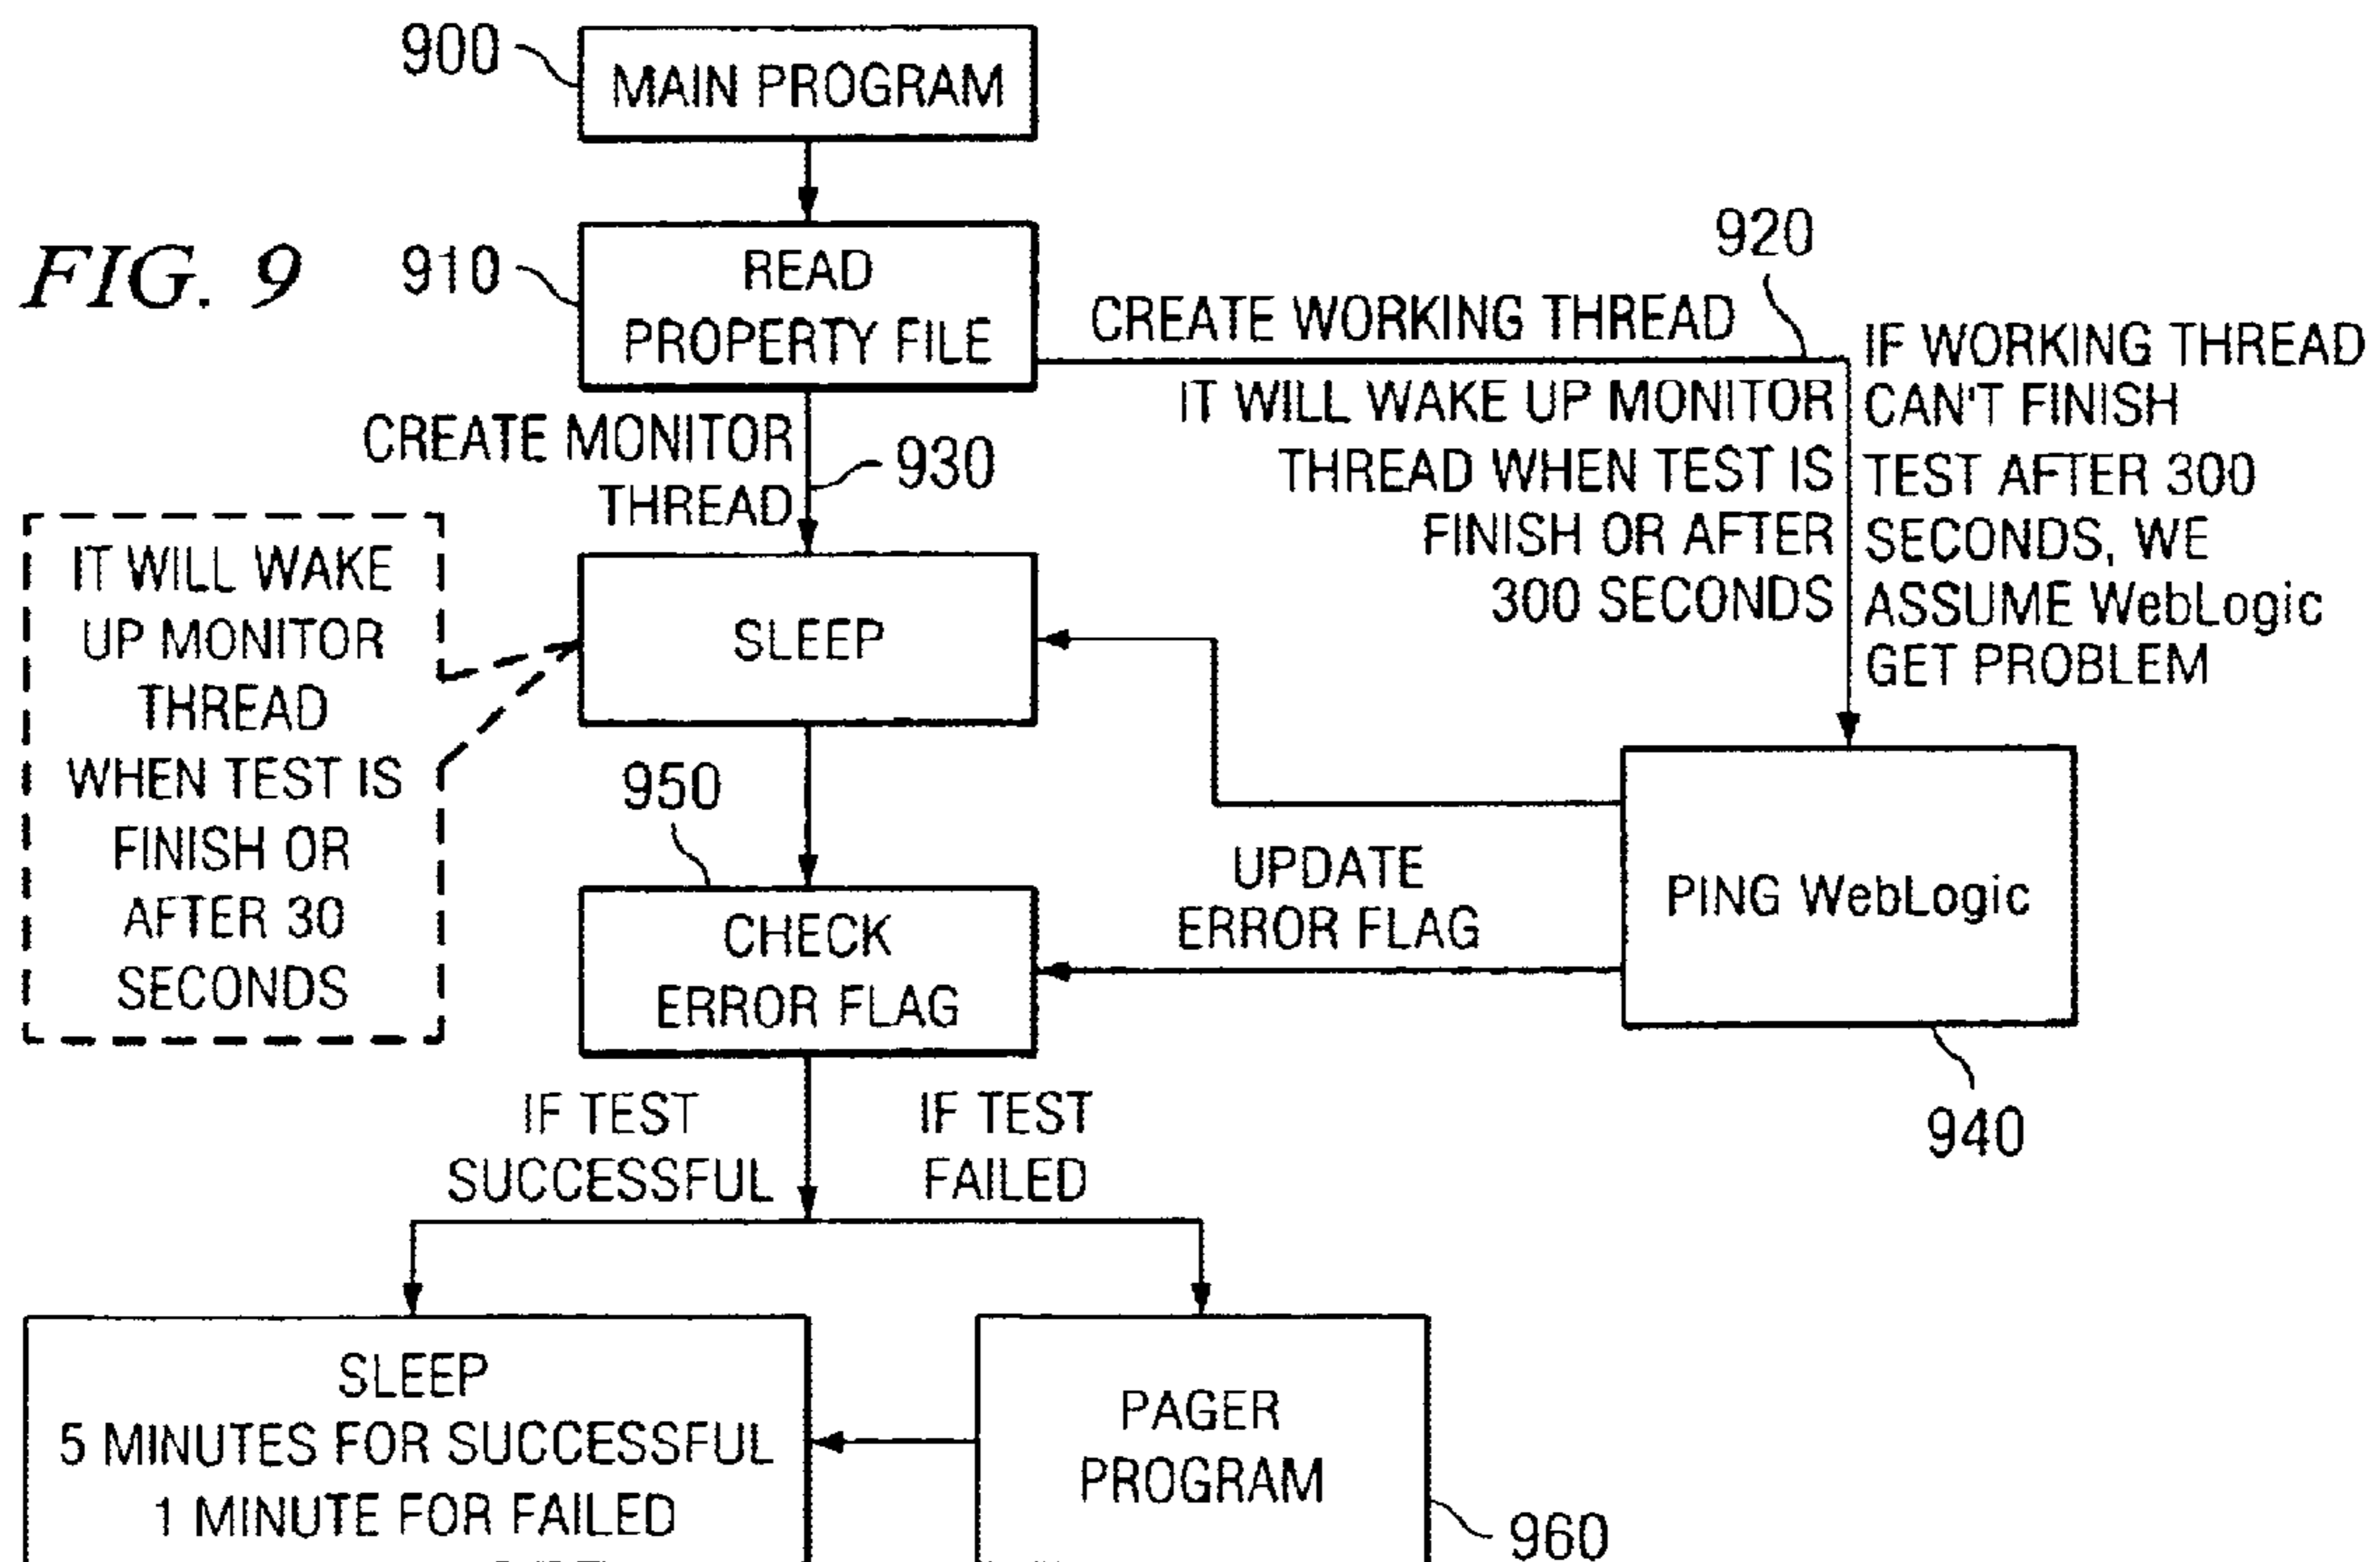 900
MAIN PROGRAM
FIG. 9
910
READ
PROPERTY FILE
920
CREATE WORKING THREAD
IT WILL WAKE UP MONITOR
THREAD WHEN TEST IS
FINISH OR AFTER
300 SECONDS
IF WORKING THREAD
CAN'T FINISH
TEST AFTER 300
SECONDS, WE
ASSUME WebLogic
GET PROBLEM
CREATE MONITOR
THREAD
930
IT WILL WAKE
UP MONITOR
THREAD
WHEN TEST IS
FINISH OR
AFTER 30
SECONDS
SLEEP
950
CHECK
ERROR FLAG
UPDATE
ERROR FLAG
PING WebLogic
940
IF TEST
SUCCESSFUL
IF TEST
FAILED
SLEEP
5 MINUTES FOR SUCCESSFUL
1 MINUTE FOR FAILED
PAGER
PROGRAM
960